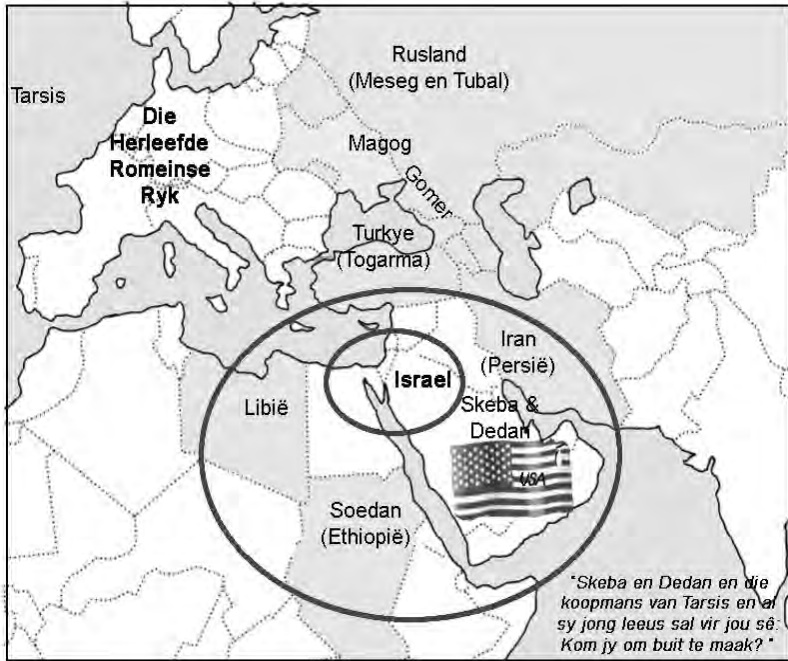 Rusland
(Meseg en Tubal)
Tarsis
Die
Herleefde
Romeinse
Ryk
Magog
Gomer
Turkye
(Togarma)
Iran
(Persië)
Israel
Libië
Skeba &
Dedan
USA
Soedan
(Ethiopië)
"Skeba en Dedan en die
koopmans van Tarsis en al
sy jong leeus sal vir jou sê:
Kom jy om buit te maak? "